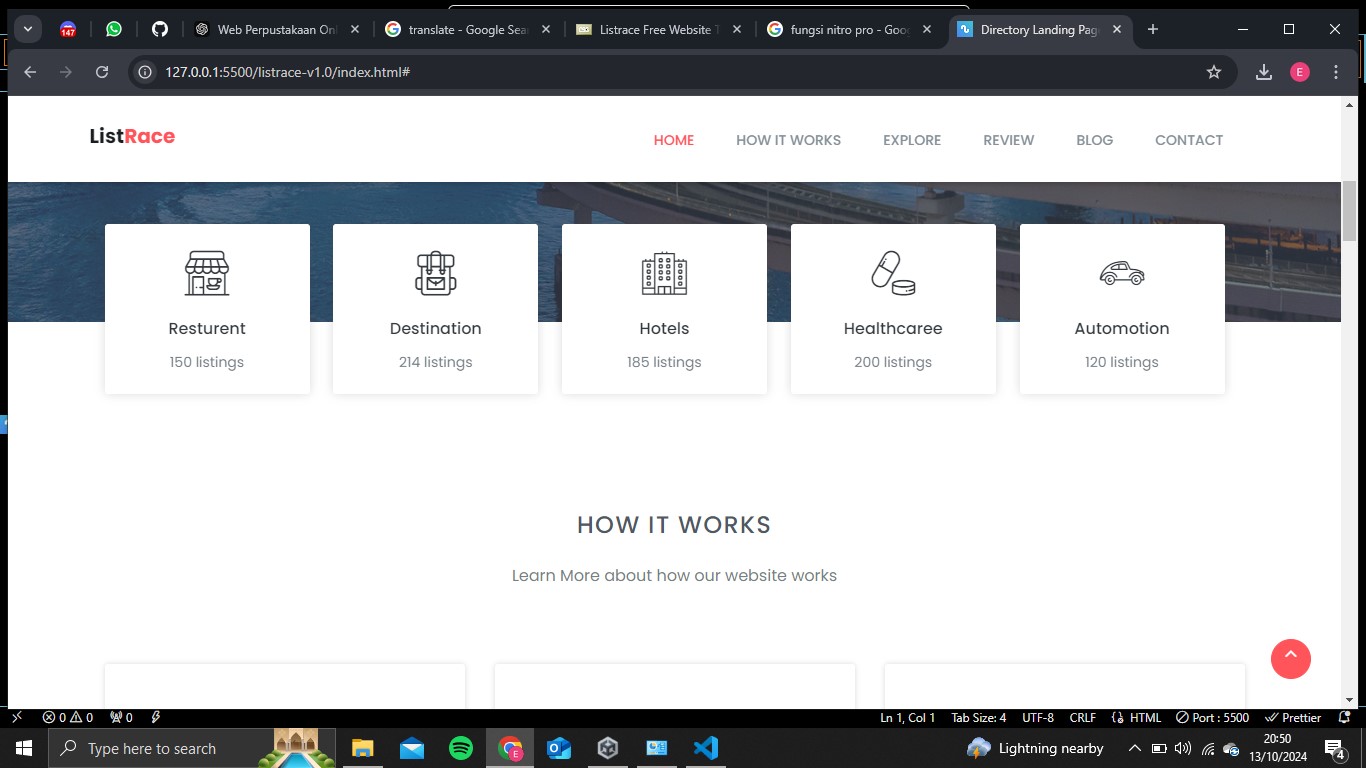 147
Web Perpustakaan Onl
translate - Google Sea
Listrace Free Website T
fungsi nitro pro - Goog
Directory Landing Page
127.0.0.1:5500/listrace-v1.0/index.html#
E
ListRace
HOME
HOW IT WORKS
EXPLORE
REVIEW
BLOG
CONTACT
Resturent
150 listings
Destination
214 listings
Hotels
185 listings
Healthcaree
200 listings
Automotion
120 listings
HOW IT WORKS
Learn More about how our website works
0 0 0
Ln 1, Col 1
Tab Size: 4
UTF-8
CRLF
HTML
Port : 5500
Prettier
Type here to search
E
Lightning nearby
20:50
13/10/2024
4